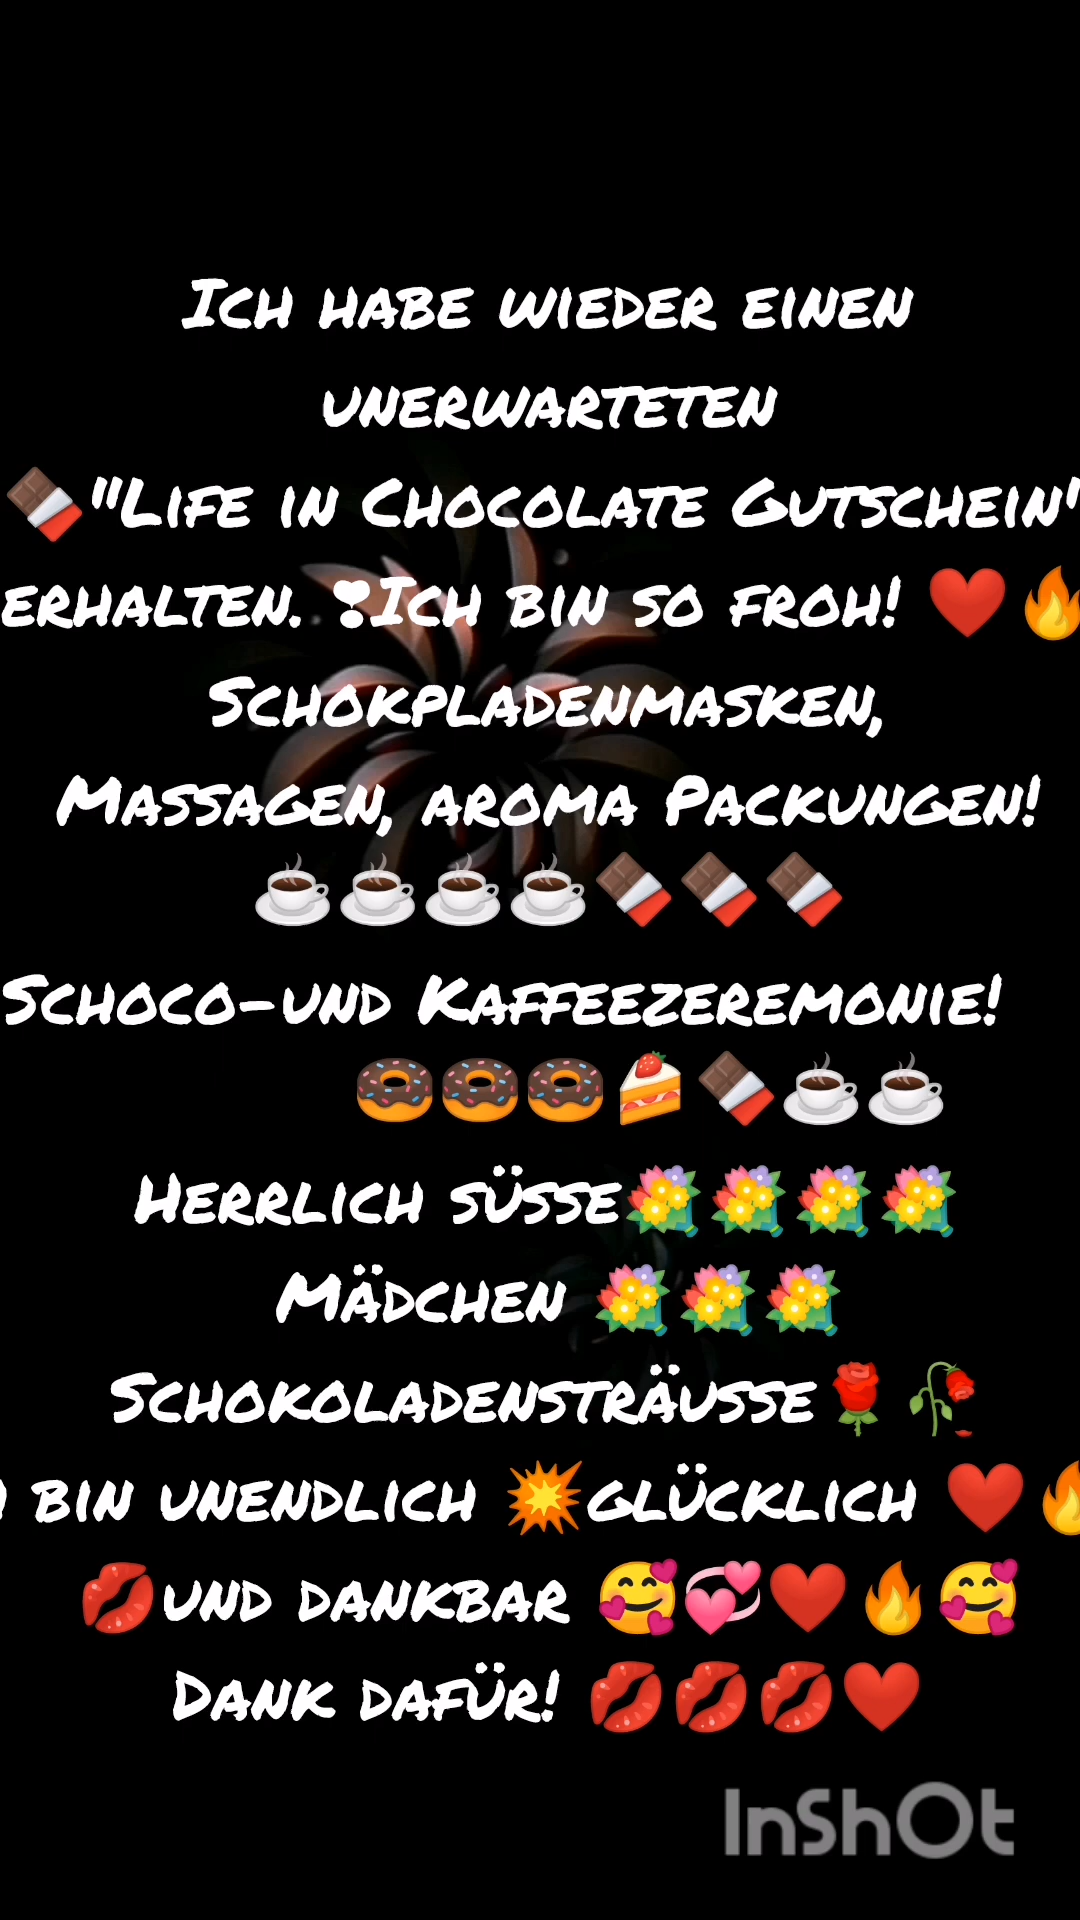 Ich habe wieder einen
unerwarteten
🍫"Life in Chocolate Gutschein"
erhalten. ❣Ich bin so froh! ❤️🔥
Schokpladenmasken,
Massagen, aroma Packungen!
☕☕☕☕🍫🍫🍫
Schoco-und Kaffeezeremonie!
🍩🍩🍩🍰🍫☕☕
Herrlich süsse💐💐💐💐
Mädchen 💐💐💐
Schokoladensträusse🌹🥀
bin unendlich 💥glücklich ❤️🔥
💋und dankbar 🥰💞❤️🔥🥰
Dank dafür! 💋💋💋❤️
InShOt